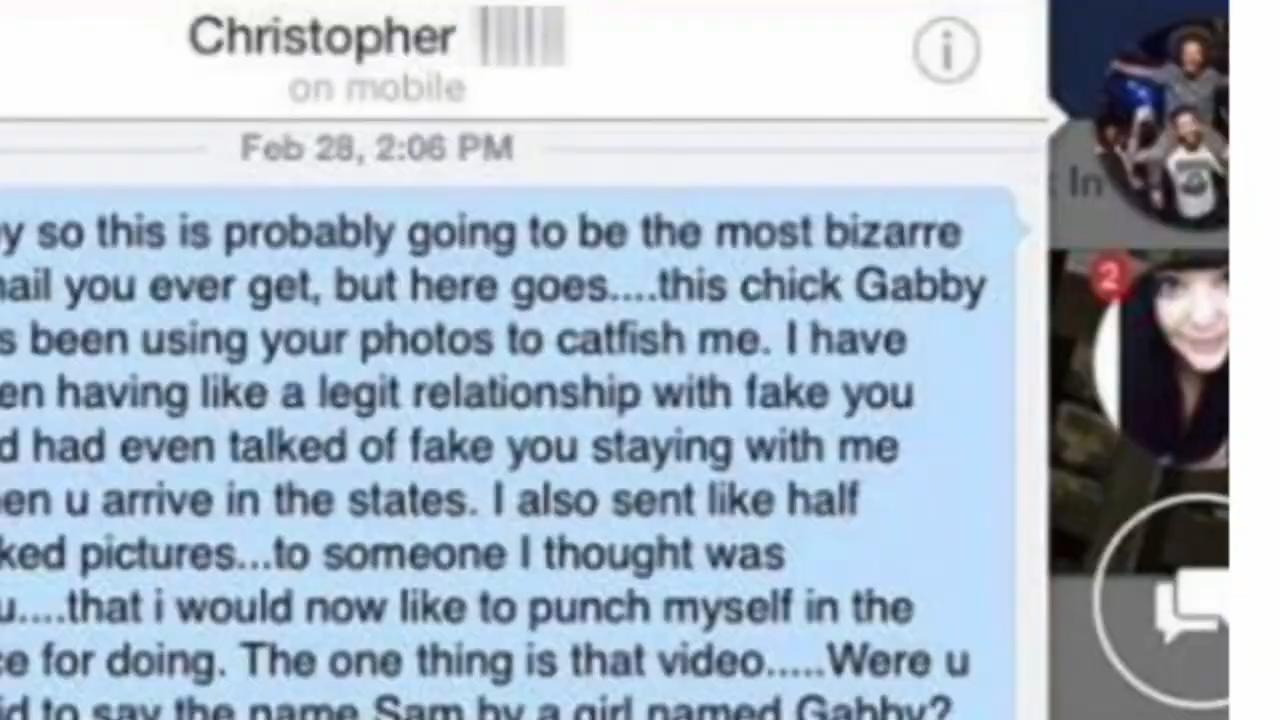 Christopher
on mobile
Feb 28, 2:06 PM
In
y so this is probably going to be the most bizarre
ail you ever get, but here goes....this chick Gabby
2
s been using your photos to catfish me. I have
en having like a legit relationship with fake you
d had even talked of fake you staying with me
en u arrive in the states. I also sent like half
ked pictures...to someone I thought was
u....that i would now like to punch myself in the
ce for doing. The one thing is that video.....Were u
id to say the name Sam by a girl named Gabby?